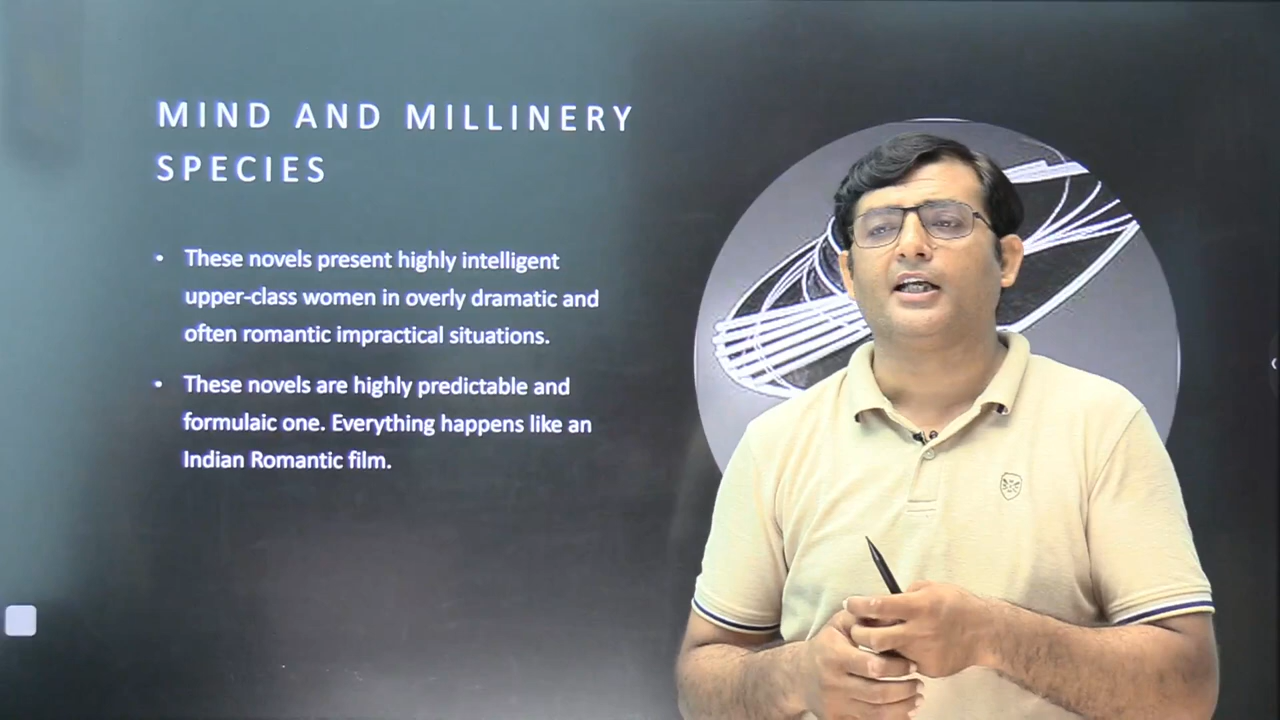 MIND AND MILLINERY
SPECIES
• These novels present highly intelligent
upper-class women in overly dramatic and
often romantic impractical situations.
• These novels are highly predictable and
formulaic one. Everything happens like an
Indian Romantic film.